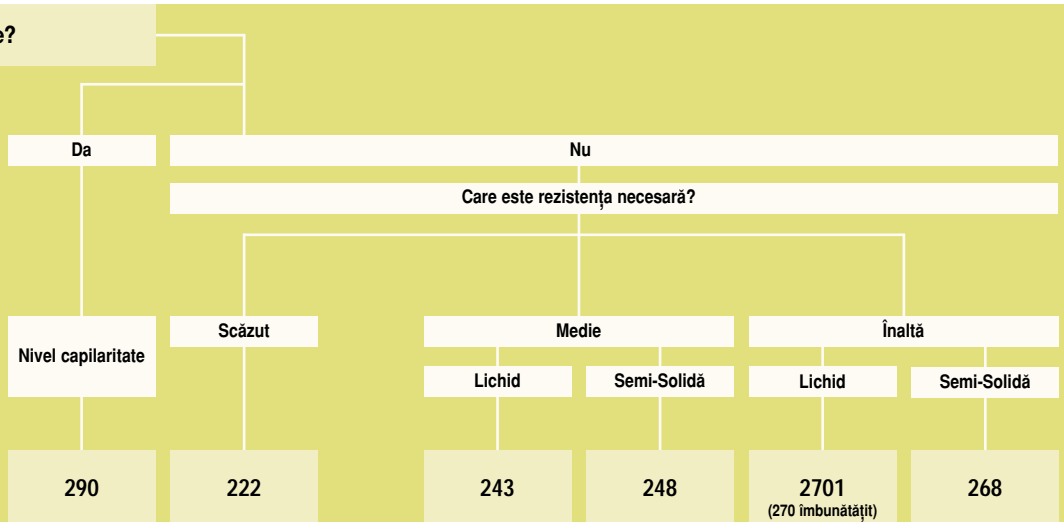 e?
Da
Nu
Care este rezistența necesară?
Nivel capilaritate
Scăzut
Medie
Înaltă
Lichid
Semi-Solidă
Lichid
Semi-Solidă
290
222
243
248
2701
(270 îmbunătățit)
268